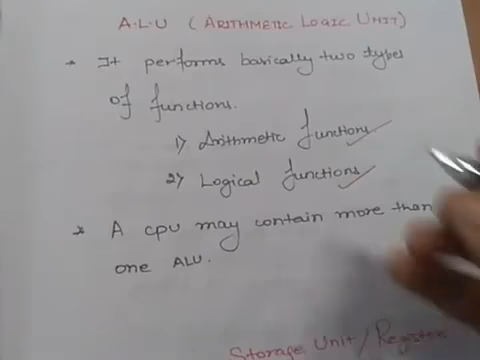 A.L.U (ARITHMETIC LOGIC UNIT)
* It performs basically two types
of functions.
1) Arithmetic functions
2) Logical functions
* A cpu may contain more than
one ALU.
Storage Unit/Register